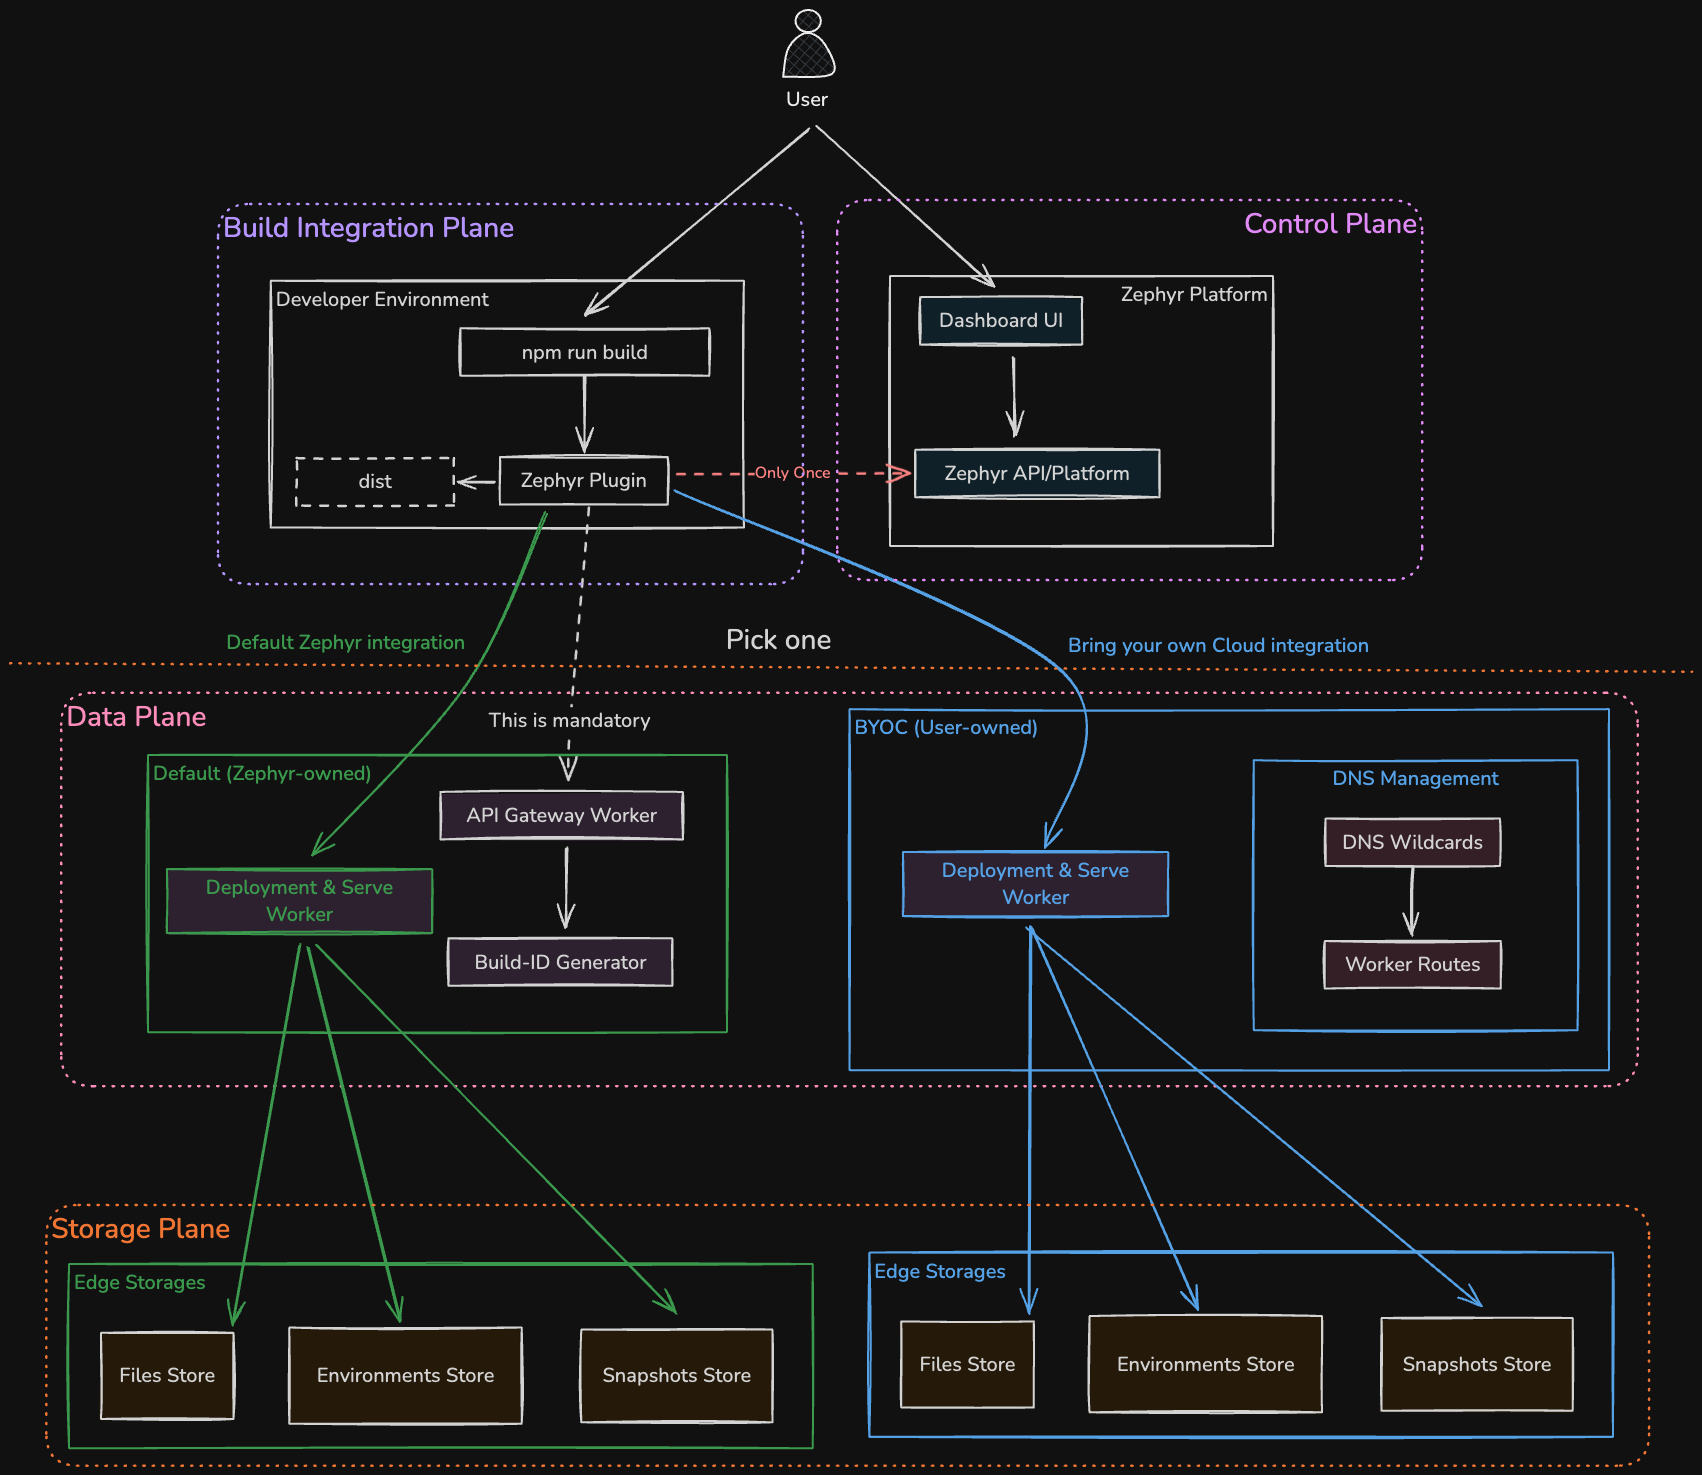 User
Build Integration Plane
Control Plane
Developer Environment
Zephyr Platform
npm run build
Dashboard UI
dist
Zephyr Plugin
Only Once
Zephyr API/Platform
Default Zephyr integration
Pick one
Bring your own Cloud integration
Data Plane
This is mandatory
BYOC (User-owned)
Default (Zephyr-owned)
DNS Management
API Gateway Worker
DNS Wildcards
Deployment & Serve
Worker
Deployment & Serve
Worker
Build-ID Generator
Worker Routes
Storage Plane
Edge Storages
Edge Storages
Files Store
Environments Store
Snapshots Store
Files Store
Environments Store
Snapshots Store